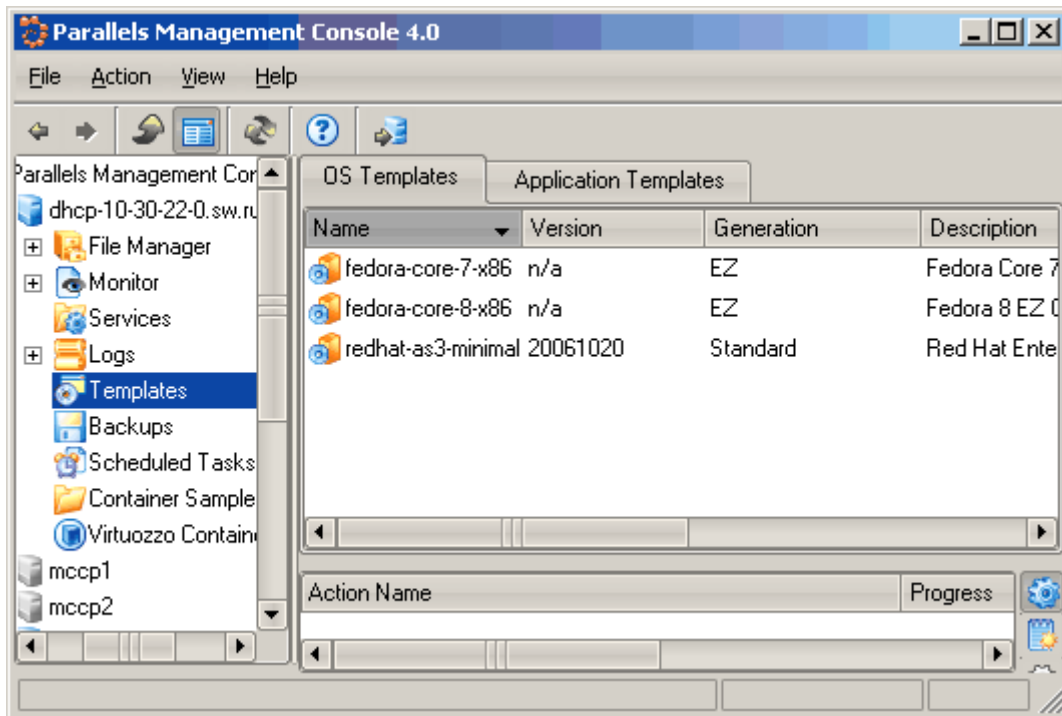 Parallels Management Console 4.0
File Action View Help
Parallels Management Cor
dhcp-10-30-22-0.sw.ru
File Manager
Monitor
Services
Logs
Templates
Backups
Scheduled Tasks
Container Sample
Virtuozzo Contain
mccp1
mccp2
OS Templates Application Templates
Name Version Generation Description
fedora-core-7-x86 n/a EZ Fedora Core 7
fedora-core-8-x86 n/a EZ Fedora 8 EZ
redhat-as3-minimal 20061020 Standard Red Hat Ente
Action Name Progress